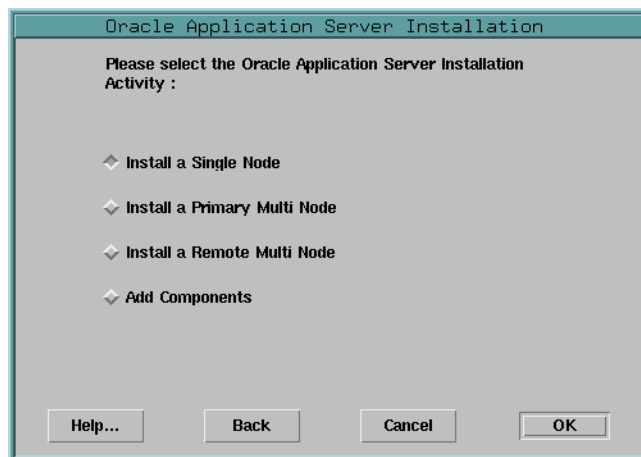 Oracle Application Server Installation
Please select the Oracle Application Server Installation
Activity :
Install a Single Node
Install a Primary Multi Node
Install a Remote Multi Node
Add Components
Help... Back Cancel OK